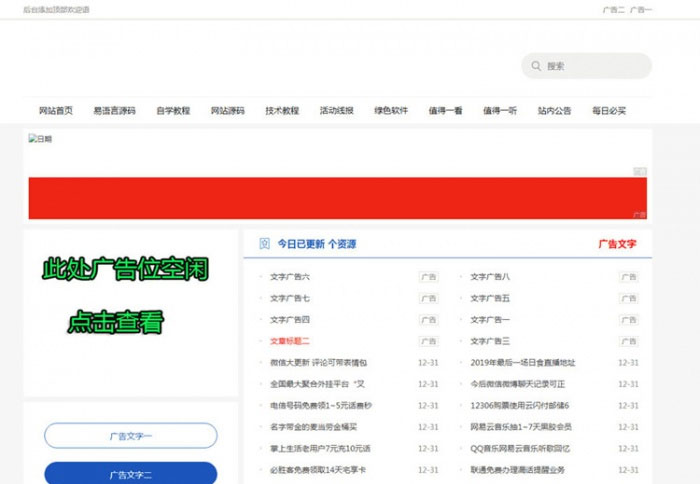 后台添加顶部欢迎语 广告二 广告一
搜索
网站首页 易语言源码 自学教程 网站源码 技术教程 活动线报 绿色软件 值得一看 值得一听 站内公告 每日必买
日期
广告
广告
此处广告位空闲
点击查看
广告文字一
广告文字二
今日已更新 个资源 广告文字
文字广告六 广告 文字广告八 广告
文字广告七 广告 文字广告五 广告
文字广告四 广告 文字广告一 广告
文章标题二 广告 文字广告三 广告
微信大更新 评论可带表情包 12-31 2019年最后一场日食直播地址 12-31
全国最大聚合外挂平台“又 12-31 今后微信微博聊天记录可正 12-31
电信号码免费领1~5元话费秒 12-31 12306购票使用云闪付邮储6 12-31
名字带金的麦当劳金桶买 12-31 网易云音乐抽1~7天黑胶会员 12-31
掌上生活老用户7元充10元话 12-31 QQ音乐网易云音乐听歌回忆 12-31
必胜客免费领取14天宅享卡 12-31 联通免费办理漏话提醒业务 12-31